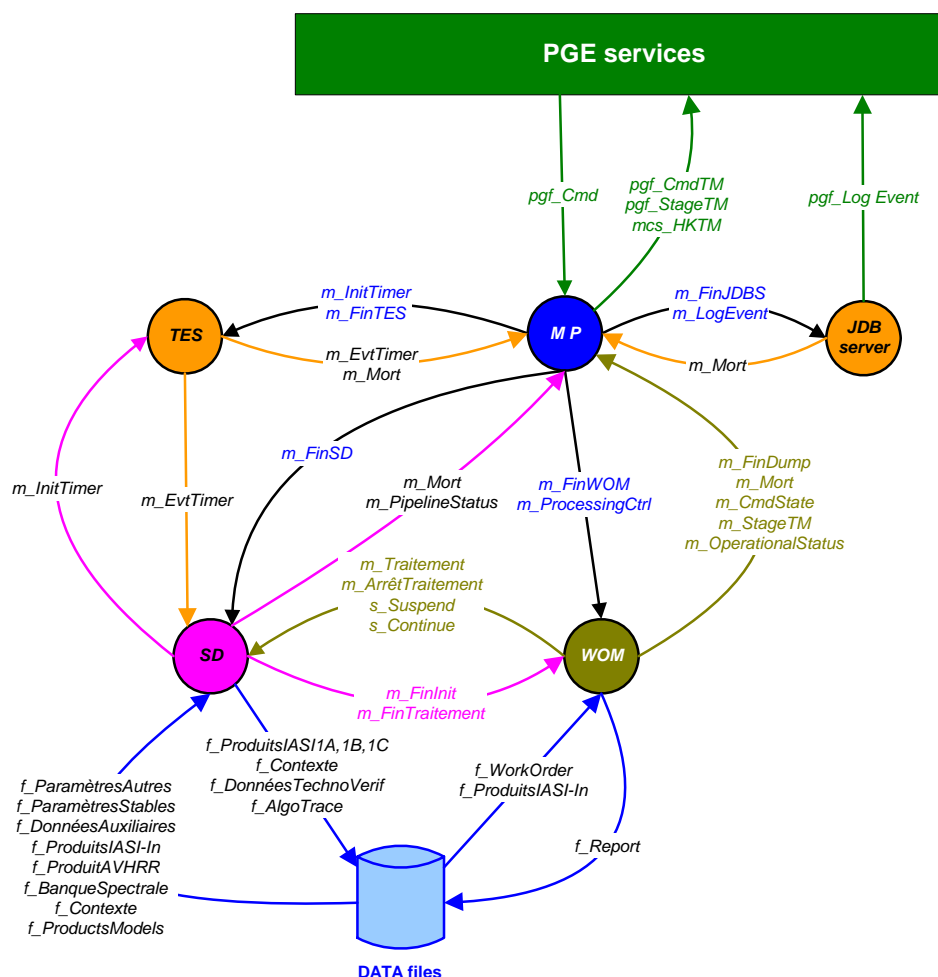 PGE services
pgf_Cmd
pgf_CmdTM
pgf_StageTM
mcs_HKTM
pgf_Log Event
m_InitTimer
m_FinTES
m_FinJDBS
m_LogEvent
TES
M P
JDB
server
m_EvtTimer
m_Mort
m_Mort
m_FinSD
m_InitTimer
m_EvtTimer
m_Mort
m_PipelineStatus
m_FinWOM
m_ProcessingCtrl
m_FinDump
m_Mort
m_CmdState
m_StageTM
m_OperationalStatus
m_Traitement
m_ArrêtTraitement
s_Suspend
s_Continue
SD
WOM
m_FinInit
m_FinTraitement
f_ProduitsIASI1A,1B,1C
f_Contexte
f_DonnéesTechnoVerif
f_AlgoTrace
f_WorkOrder
f_ProduitsIASI-In
f_ParamètresAutres
f_ParamètresStables
f_DonnéesAuxiliaires
f_ProduitsIASI-In
f_ProduitAVHRR
f_BanqueSpectrale
f_Contexte
f_ProductsModels
f_Report
DATA files